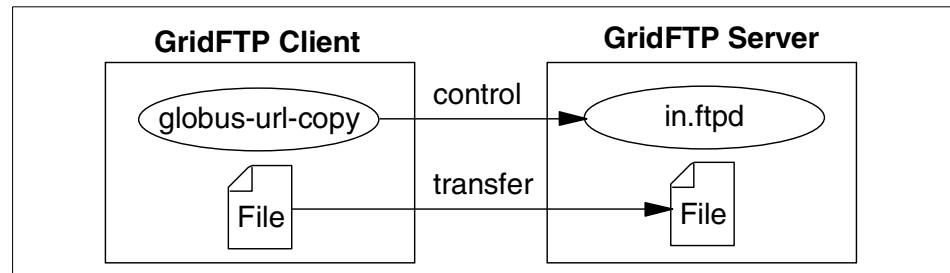 GridFTP Client
GridFTP Server
control
globus-url-copy
in.ftpd
transfer
File
File